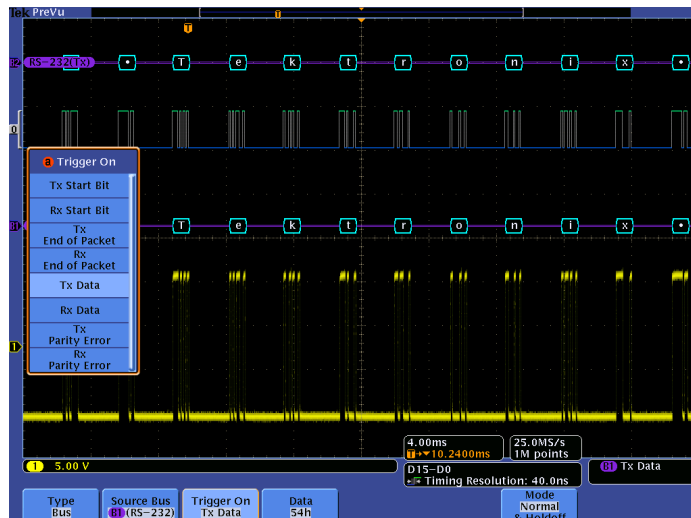 Tek PreVu
T
T
B2 RS-232(Tx) • T e k t r o n i x •
0
a Trigger On
Tx Start Bit
Rx Start Bit
Tx
End of Packet
Rx
End of Packet
Tx Data
Rx Data
Tx
Parity Error
Rx
Parity Error
B1 T e k t r o n i x •
1
4.00ms
T→▼10.2400ms
25.0MS/s
1M points
1 5.00 V
D15-D0
Timing Resolution: 40.0ns
B1 Tx Data
Type
Bus
Source Bus
B1 (RS-232)
Trigger On
Tx Data
Data
54h
Mode
Normal
& Holdoff